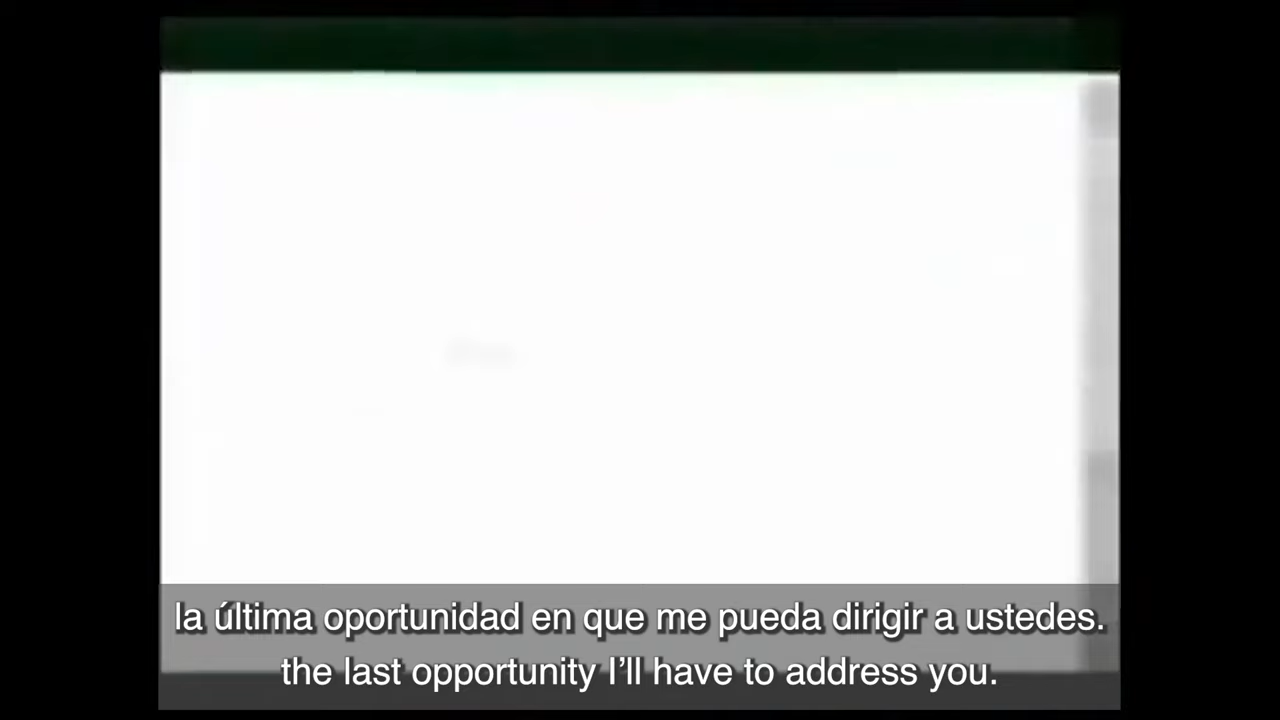 la última oportunidad en que me pueda dirigir a ustedes.
the last opportunity I'll have to address you.